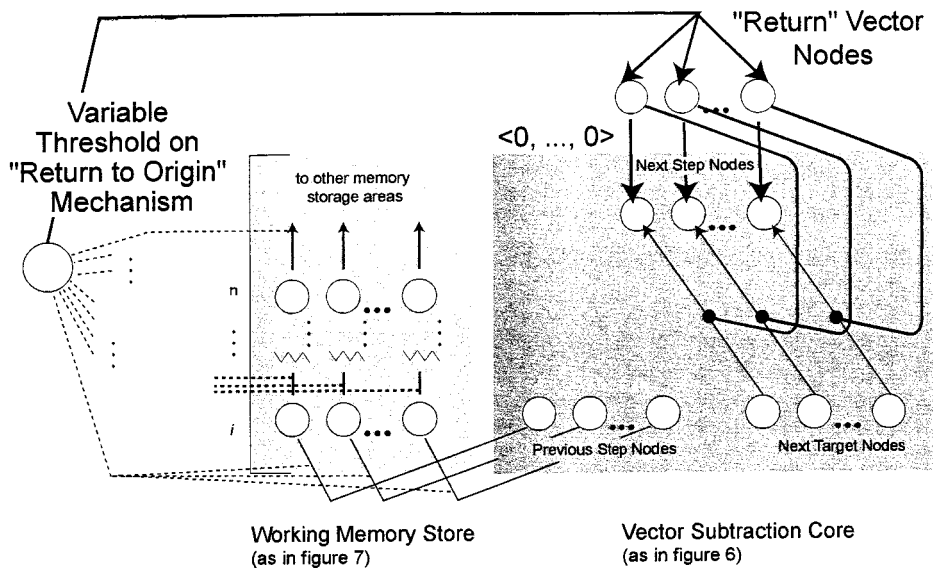 "Return" Vector
Nodes
Variable
Threshold on
"Return to Origin"
Mechanism
<0, ..., 0>
Next Step Nodes
to other memory
storage areas
n
i
Previous Step Nodes
Next Target Nodes
Working Memory Store
(as in figure 7)
Vector Subtraction Core
(as in figure 6)